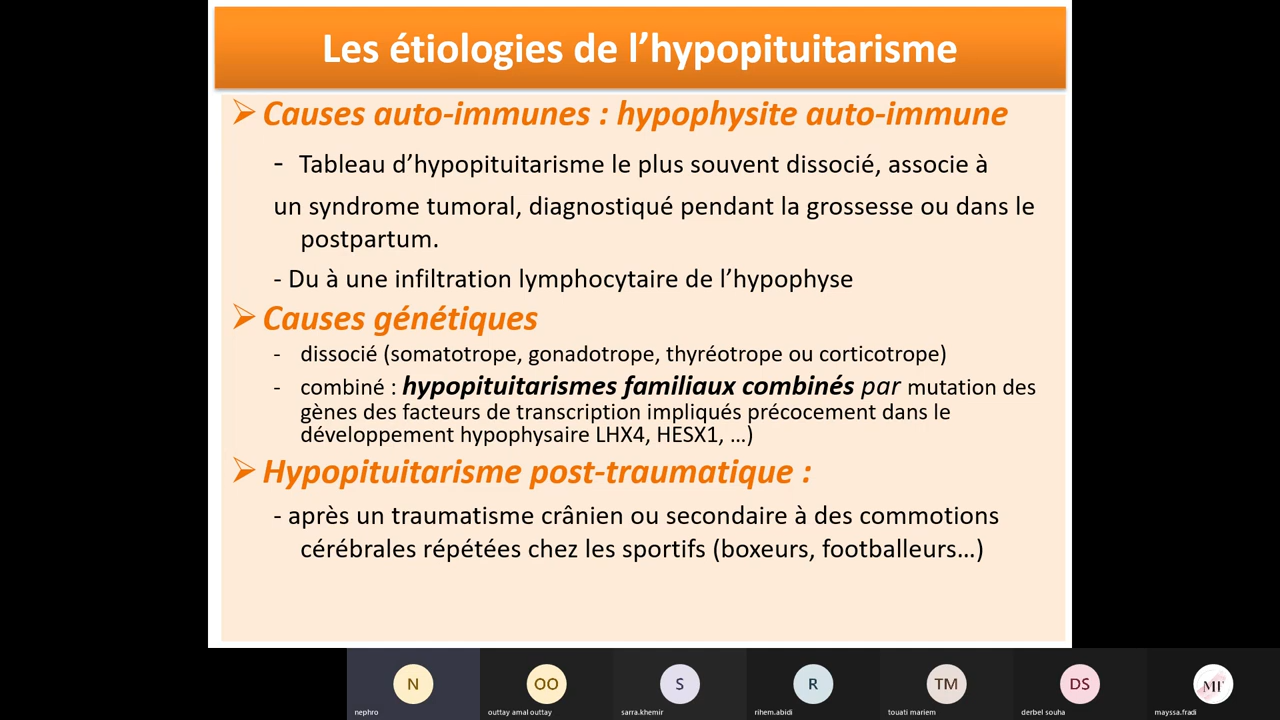 Les étiologies de l’hypopituitarisme
Causes auto-immunes : hypophysite auto-immune
- Tableau d’hypopituitarisme le plus souvent dissocié, associe à
un syndrome tumoral, diagnostiqué pendant la grossesse ou dans le
postpartum.
- Du à une infiltration lymphocytaire de l’hypophyse
Causes génétiques
- dissocié (somatotrope, gonadotrope, thyréotrope ou corticotrope)
- combiné : hypopituitarismes familiaux combinés par mutation des
gènes des facteurs de transcription impliqués précocement dans le
développement hypophysaire LHX4, HESX1, …)
Hypopituitarisme post-traumatique :
- après un traumatisme crânien ou secondaire à des commotions
cérébrales répétées chez les sportifs (boxeurs, footballeurs…)
N OO S R TM DS MF
nephro outtay amal outtay sarra.khemir rihem.abidi touati mariem derbel souha mayssa.fradi